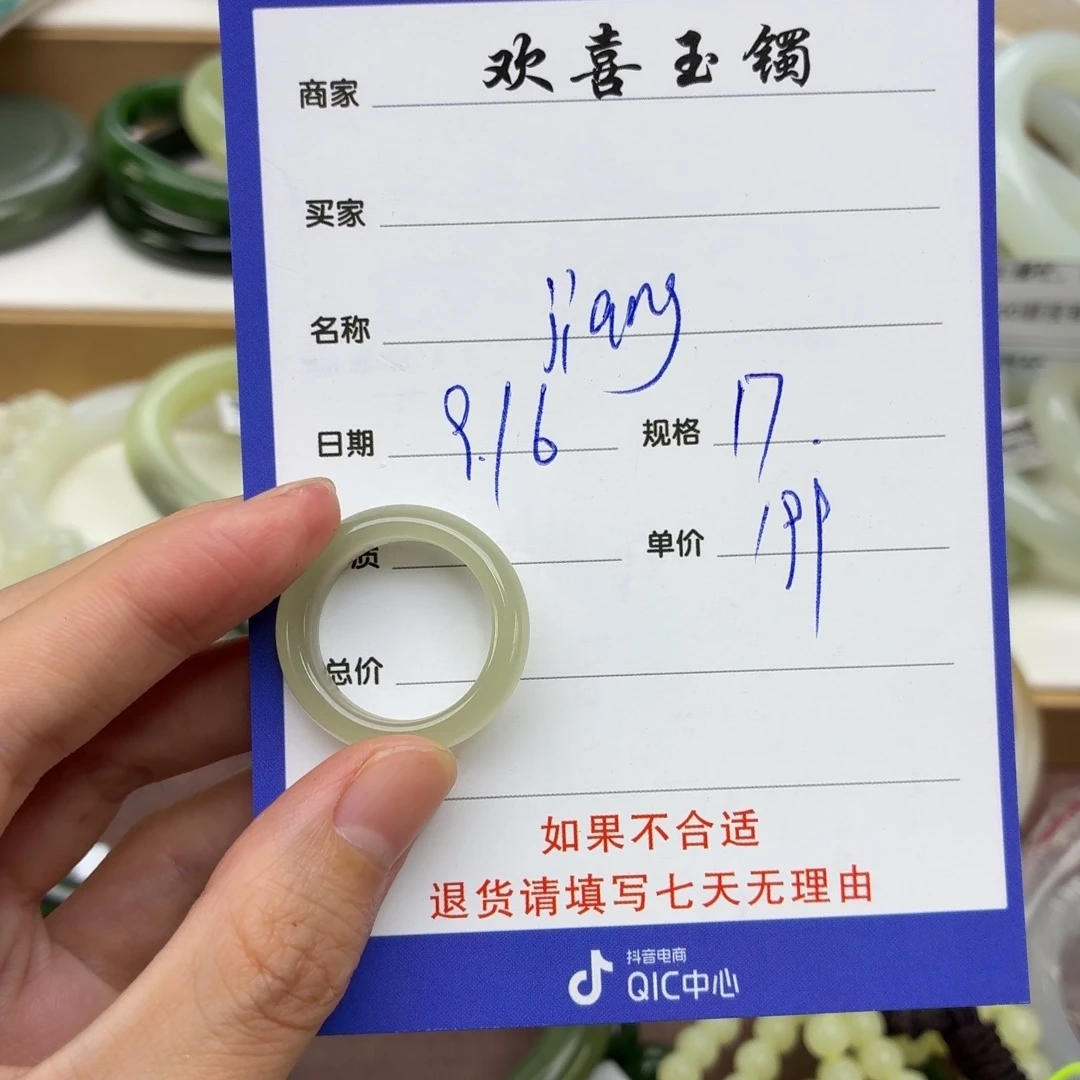 商家 欢喜玉镯
买家
名称 jiang
日期 9.16 规格 17.
质 单价 199
总价
如果不合适
退货请填写七天无理由
抖音电商
QIC中心